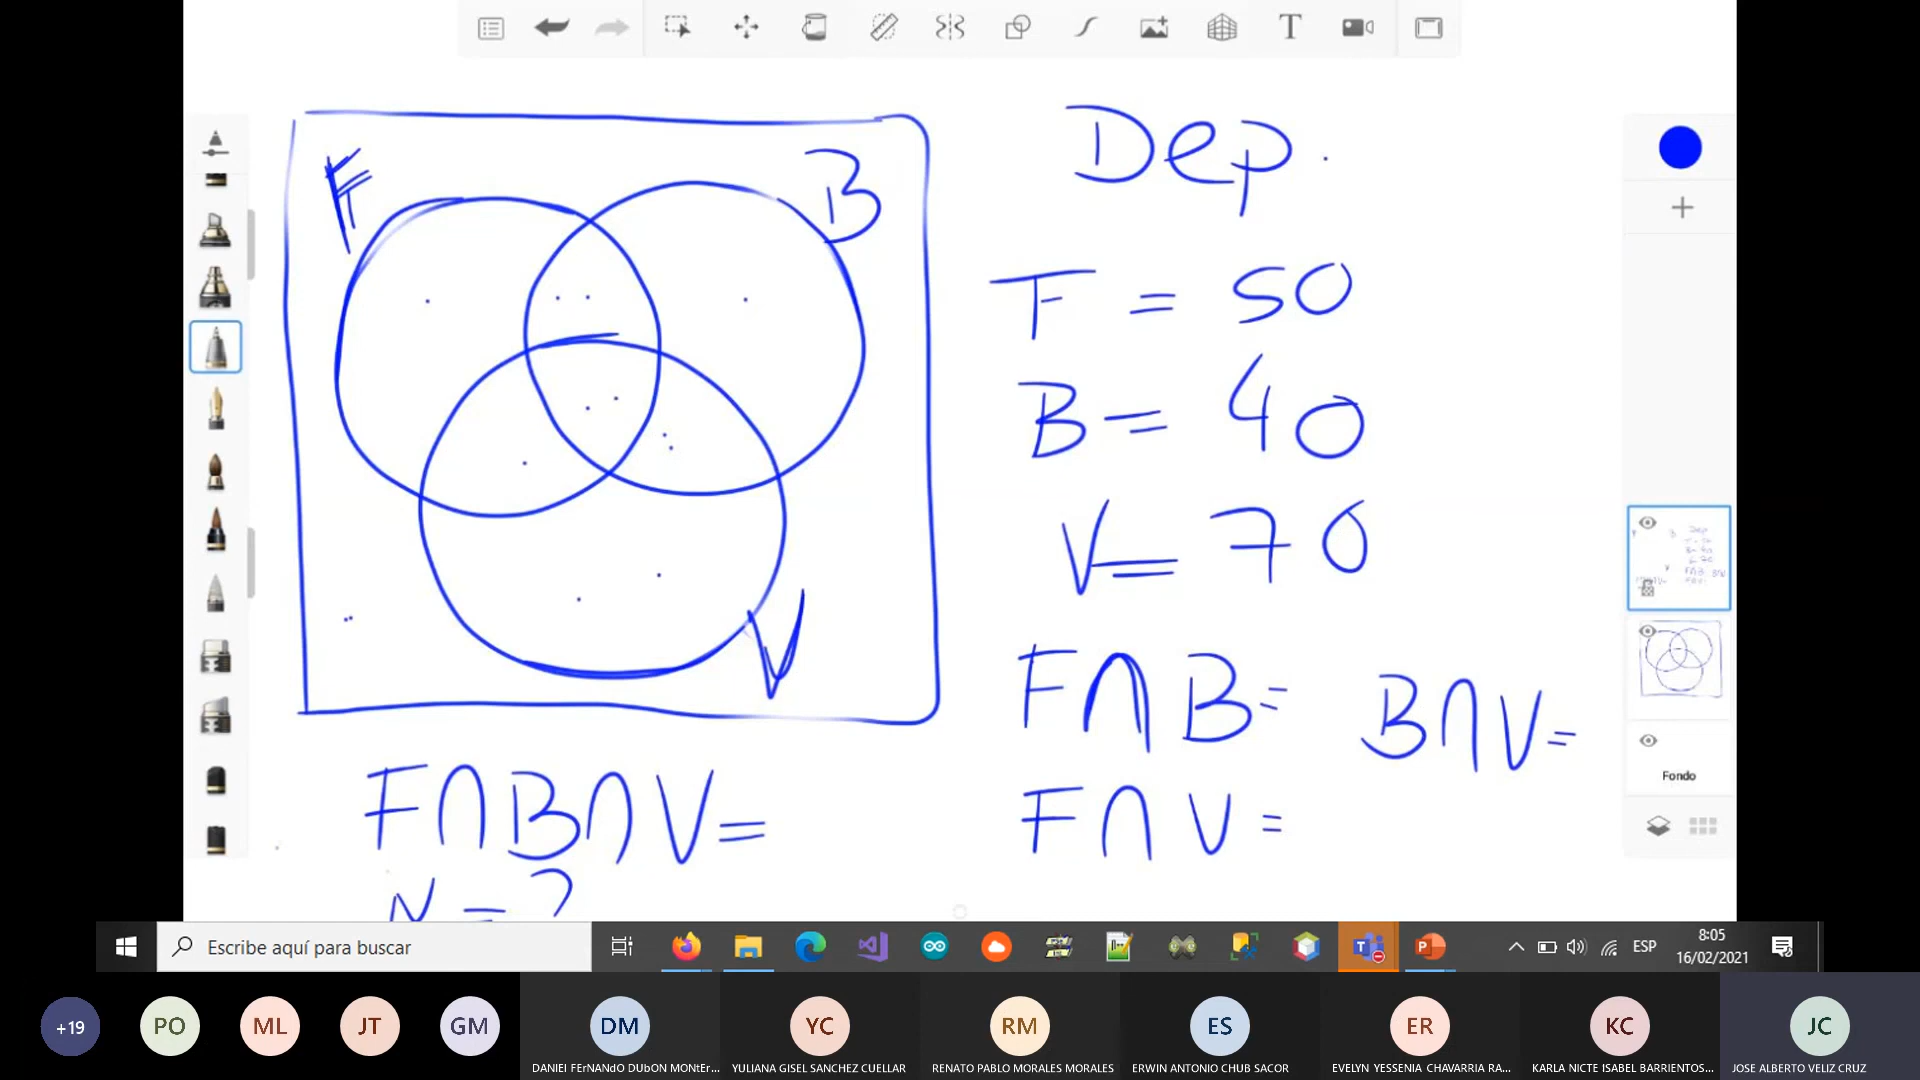 T
F
B
V
Dep.
F = 50
B = 40
V = 70
F∩B= B∩V=
F∩V=
F∩B∩V=
N = ?
Dep
Fondo
Escribe aquí para buscar
ESP
8:05
16/02/2021
+19
PO
ML
JT
GM
DM
YC
RM
ES
ER
KC
JC
DANIEl FErNANdO DUbON MONtEr...
YULIANA GISEL SANCHEZ CUELLAR
RENATO PABLO MORALES MORALES
ERWIN ANTONIO CHUB SACOR
EVELYN YESSENIA CHAVARRIA RA...
KARLA NICTE ISABEL BARRIENTOS...
JOSE ALBERTO VELIZ CRUZ